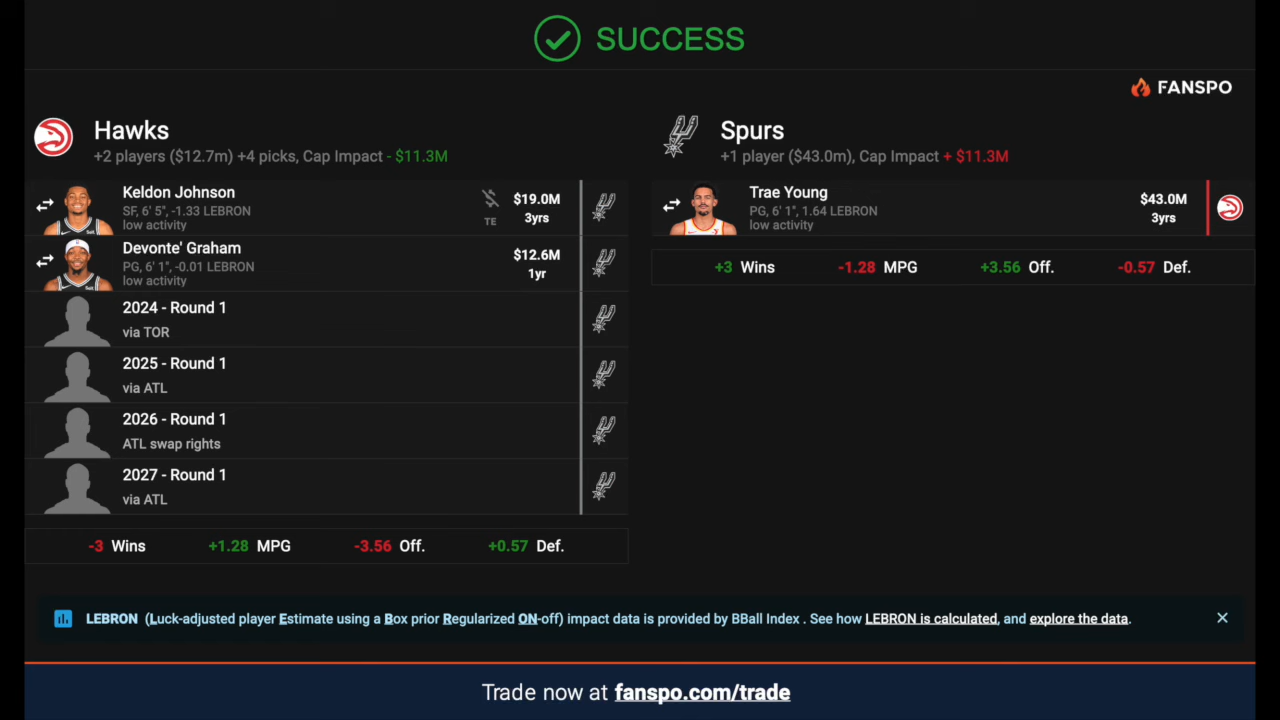 SUCCESS
FANSPO
Hawks
+2 players ($12.7m) +4 picks, Cap Impact - $11.3M
Keldon Johnson
SF, 6' 5", -1.33 LEBRON
low activity
TE
$19.0M
3yrs
Devonte' Graham
PG, 6' 1", -0.01 LEBRON
low activity
$12.6M
1yr
2024 - Round 1
via TOR
2025 - Round 1
via ATL
2026 - Round 1
ATL swap rights
2027 - Round 1
via ATL
-3 Wins +1.28 MPG -3.56 Off. +0.57 Def.
Spurs
+1 player ($43.0m), Cap Impact + $11.3M
Trae Young
PG, 6' 1", 1.64 LEBRON
low activity
$43.0M
3yrs
+3 Wins -1.28 MPG +3.56 Off. -0.57 Def.
LEBRON (Luck-adjusted player Estimate using a Box prior Regularized ON-off) impact data is provided by BBall Index . See how LEBRON is calculated, and explore the data.
Trade now at fanspo.com/trade